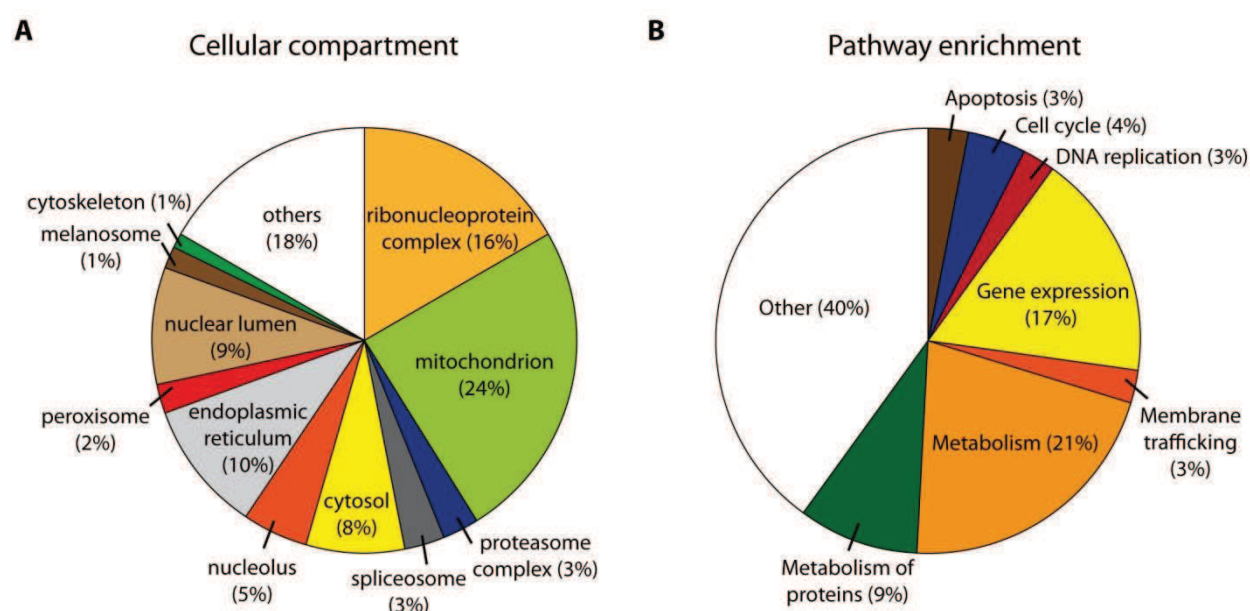 A
Cellular compartment
cytoskeleton (1%)
melanosome
(1%)
others
(18%)
ribonucleoprotein
complex (16%)
nuclear lumen
(9%)
mitochondrion
(24%)
peroxisome
(2%)
endoplasmic
reticulum
(10%)
cytosol
(8%)
nucleolus
(5%)
spliceosome
(3%)
proteasome
complex (3%)
B
Pathway enrichment
Apoptosis (3%)
Cell cycle (4%)
DNA replication (3%)
Other (40%)
Gene expression
(17%)
Membrane
trafficking
(3%)
Metabolism (21%)
Metabolism of
proteins (9%)